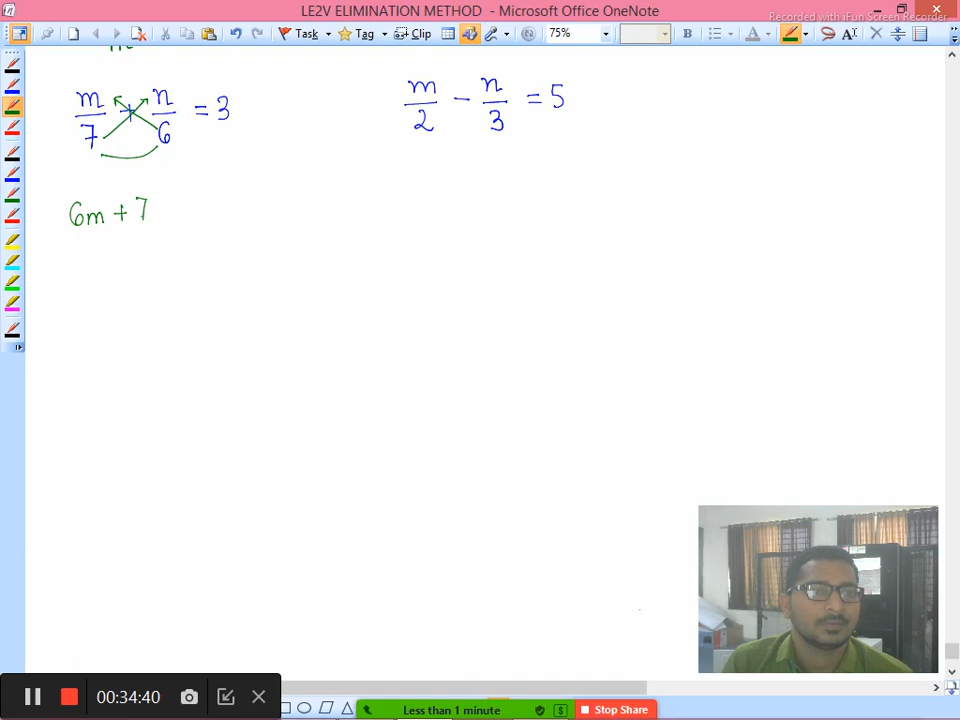 LE2V ELIMINATION METHOD - Microsoft Office OneNote
Recorded with iFun Screen Recorder
Task Tag Clip 75% B A A
m/7 + n/6 = 3
m/2 - n/3 = 5
6m + 7
00:34:40
Less than 1 minute $ Stop Share